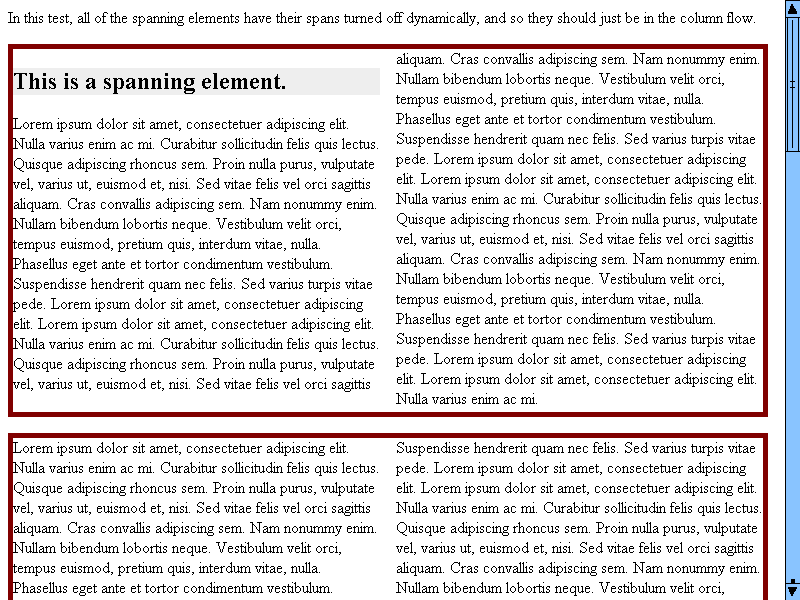 In this test, all of the spanning elements have their spans turned off dynamically, and so they should just be in the column flow.
This is a spanning element.
Lorem ipsum dolor sit amet, consectetuer adipiscing elit.
Nulla varius enim ac mi. Curabitur sollicitudin felis quis lectus.
Quisque adipiscing rhoncus sem. Proin nulla purus, vulputate
vel, varius ut, euismod et, nisi. Sed vitae felis vel orci sagittis
aliquam. Cras convallis adipiscing sem. Nam nonummy enim.
Nullam bibendum lobortis neque. Vestibulum velit orci,
tempus euismod, pretium quis, interdum vitae, nulla.
Phasellus eget ante et tortor condimentum vestibulum.
Suspendisse hendrerit quam nec felis. Sed varius turpis vitae
pede. Lorem ipsum dolor sit amet, consectetuer adipiscing
elit. Lorem ipsum dolor sit amet, consectetuer adipiscing elit.
Nulla varius enim ac mi. Curabitur sollicitudin felis quis lectus.
Quisque adipiscing rhoncus sem. Proin nulla purus, vulputate
vel, varius ut, euismod et, nisi. Sed vitae felis vel orci sagittis
aliquam. Cras convallis adipiscing sem. Nam nonummy enim.
Nullam bibendum lobortis neque. Vestibulum velit orci,
tempus euismod, pretium quis, interdum vitae, nulla.
Phasellus eget ante et tortor condimentum vestibulum.
Suspendisse hendrerit quam nec felis. Sed varius turpis vitae
pede. Lorem ipsum dolor sit amet, consectetuer adipiscing
elit. Lorem ipsum dolor sit amet, consectetuer adipiscing elit.
Nulla varius enim ac mi. Curabitur sollicitudin felis quis lectus.
Quisque adipiscing rhoncus sem. Proin nulla purus, vulputate
vel, varius ut, euismod et, nisi. Sed vitae felis vel orci sagittis
aliquam. Cras convallis adipiscing sem. Nam nonummy enim.
Nullam bibendum lobortis neque. Vestibulum velit orci,
tempus euismod, pretium quis, interdum vitae, nulla.
Phasellus eget ante et tortor condimentum vestibulum.
Suspendisse hendrerit quam nec felis. Sed varius turpis vitae
pede. Lorem ipsum dolor sit amet, consectetuer adipiscing
elit. Lorem ipsum dolor sit amet, consectetuer adipiscing elit.
Nulla varius enim ac mi.
Lorem ipsum dolor sit amet, consectetuer adipiscing elit.
Nulla varius enim ac mi. Curabitur sollicitudin felis quis lectus.
Quisque adipiscing rhoncus sem. Proin nulla purus, vulputate
vel, varius ut, euismod et, nisi. Sed vitae felis vel orci sagittis
aliquam. Cras convallis adipiscing sem. Nam nonummy enim.
Nullam bibendum lobortis neque. Vestibulum velit orci,
tempus euismod, pretium quis, interdum vitae, nulla.
Phasellus eget ante et tortor condimentum vestibulum.
Suspendisse hendrerit quam nec felis. Sed varius turpis vitae
pede. Lorem ipsum dolor sit amet, consectetuer adipiscing
elit. Lorem ipsum dolor sit amet, consectetuer adipiscing elit.
Nulla varius enim ac mi. Curabitur sollicitudin felis quis lectus.
Quisque adipiscing rhoncus sem. Proin nulla purus, vulputate
vel, varius ut, euismod et, nisi. Sed vitae felis vel orci sagittis
aliquam. Cras convallis adipiscing sem. Nam nonummy enim.
Nullam bibendum lobortis neque. Vestibulum velit orci,